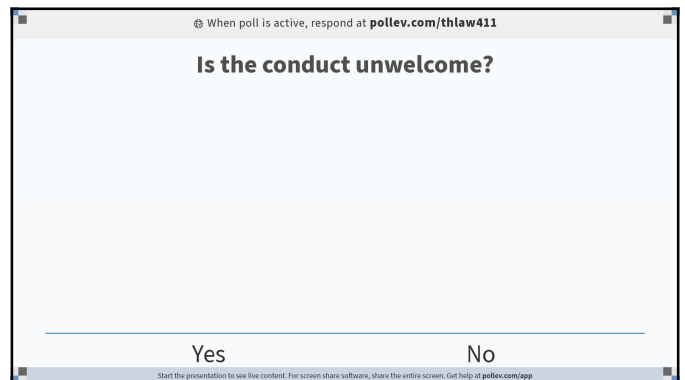 When poll is active, respond at pollev.com/thlaw411
Is the conduct unwelcome?
Yes No
Start the presentation to see live content. For screen share software, share the entire screen. Get help at pollev.com/app